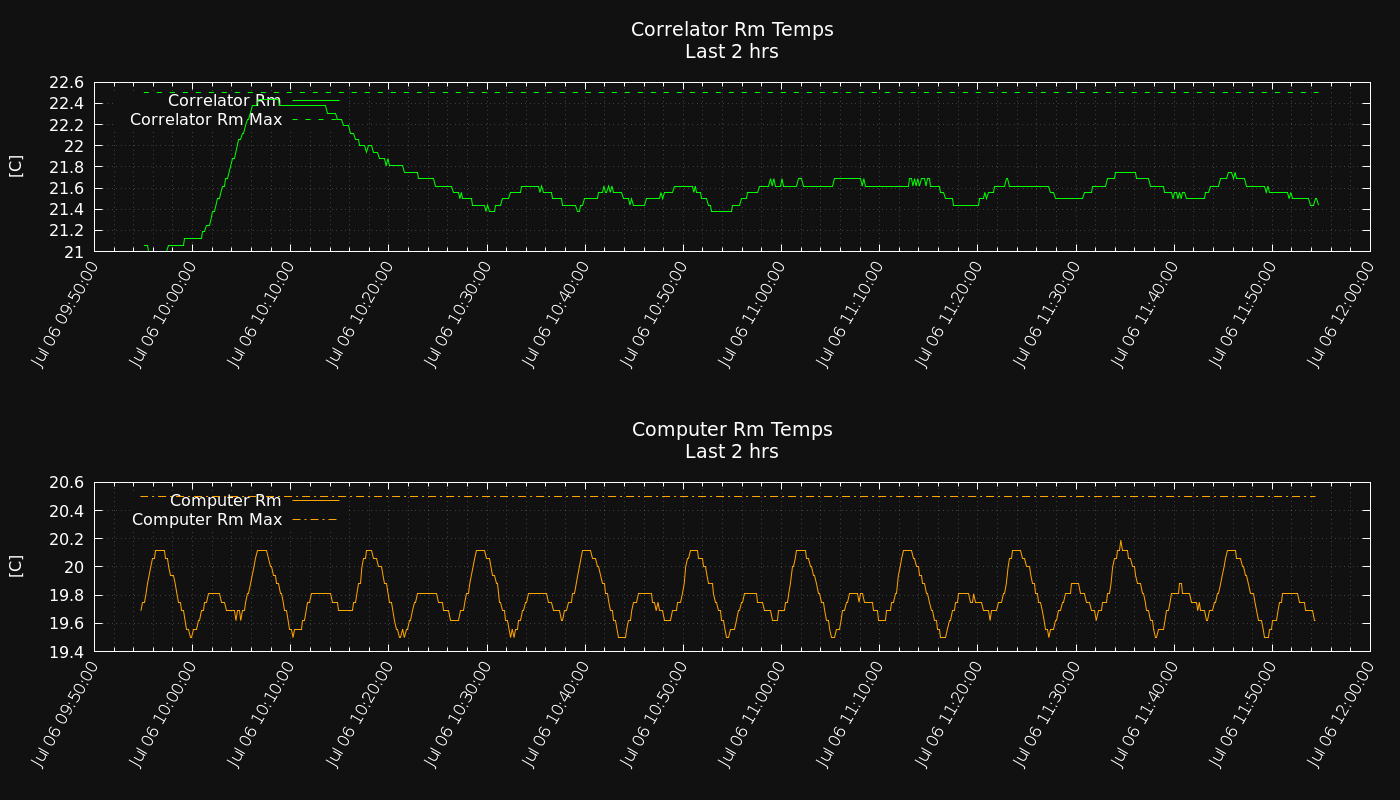 Correlator Rm Temps
Last 2 hrs
[C]
22.6
22.4
22.2
22
21.8
21.6
21.4
21.2
21
Correlator Rm
Correlator Rm Max
Jul 06 09:50:00
Jul 06 10:00:00
Jul 06 10:10:00
Jul 06 10:20:00
Jul 06 10:30:00
Jul 06 10:40:00
Jul 06 10:50:00
Jul 06 11:00:00
Jul 06 11:10:00
Jul 06 11:20:00
Jul 06 11:30:00
Jul 06 11:40:00
Jul 06 11:50:00
Jul 06 12:00:00
Computer Rm Temps
Last 2 hrs
[C]
20.6
20.4
20.2
20
19.8
19.6
19.4
Computer Rm
Computer Rm Max
Jul 06 09:50:00
Jul 06 10:00:00
Jul 06 10:10:00
Jul 06 10:20:00
Jul 06 10:30:00
Jul 06 10:40:00
Jul 06 10:50:00
Jul 06 11:00:00
Jul 06 11:10:00
Jul 06 11:20:00
Jul 06 11:30:00
Jul 06 11:40:00
Jul 06 11:50:00
Jul 06 12:00:00